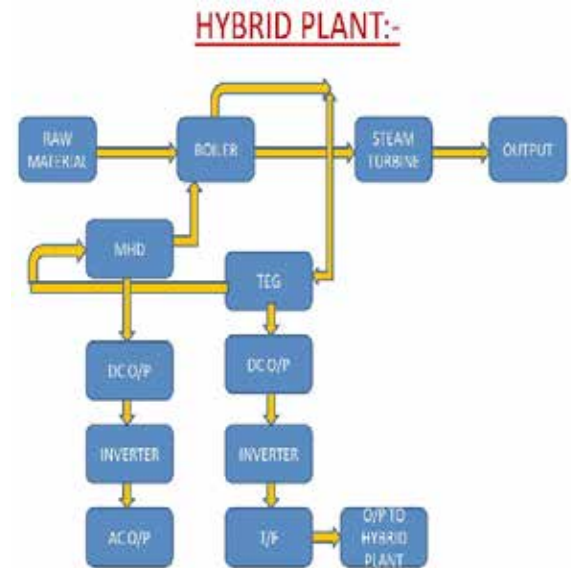 HYBRID PLANT:-
RAW
MATERIAL
BOILER
STEAM
TURBINE
OUTPUT
MHD
TEG
DC O/P
DC O/P
INVERTER
INVERTER
AC O/P
T/F
O/P TO
HYBRID
PLANT